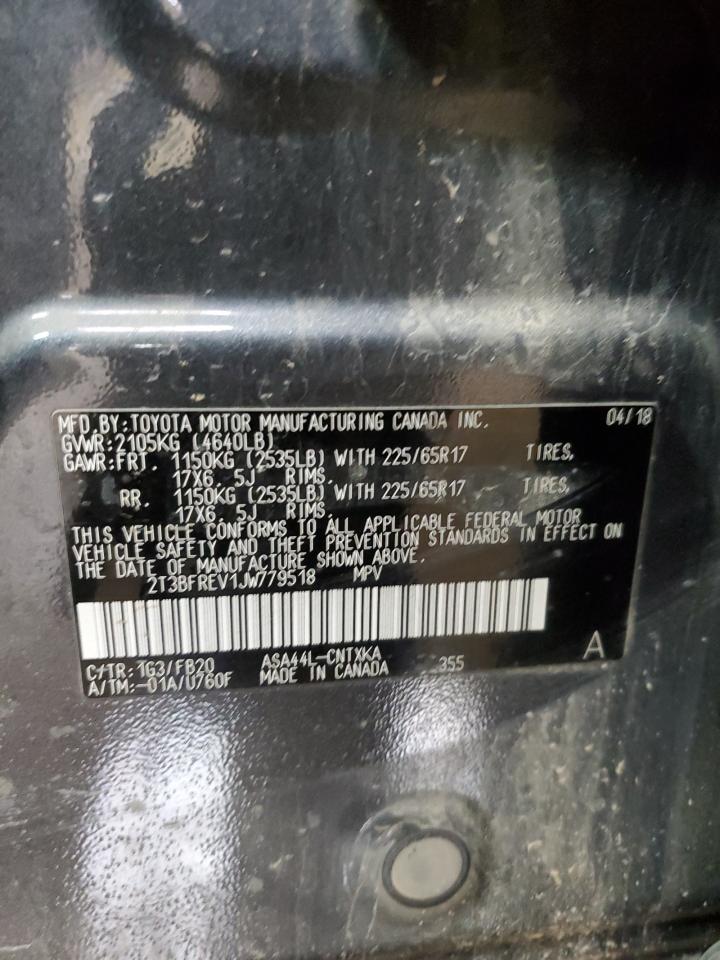 MFD.BY:TOYOTA MOTOR MANUFACTURING CANADA INC. 04/18
GVWR:2105KG (4640LB)
GAWR:FRT. 1150KG (2535LB) WITH 225/65R17 TIRES,
17X6.5J RIMS.
RR. 1150KG (2535LB) WITH 225/65R17 TIRES,
17X6.5J RIMS.
THIS VEHICLE CONFORMS TO ALL APPLICABLE FEDERAL MOTOR
VEHICLE SAFETY AND THEFT PREVENTION STANDARDS IN EFFECT ON
THE DATE OF MANUFACTURE SHOWN ABOVE.
2T3BFREV1JW779518 MPV
C/TR:1G3/FB20 ASA44L-CNTXKA 355 A
A/TM:-01A/U760F MADE IN CANADA